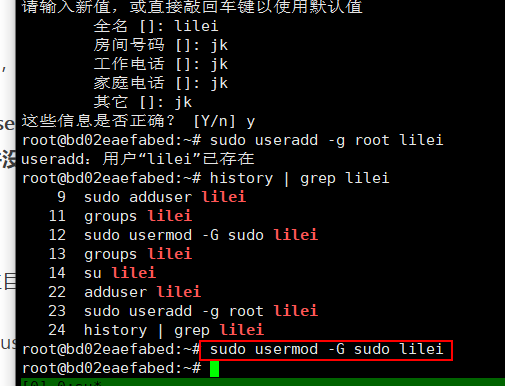 请输入新值，或直接敲回车键以使用默认值
全名 []: lilei
房间号码 []: jk
工作电话 []: jk
家庭电话 []: jk
其它 []: jk
这些信息是否正确？ [Y/n] y
root@bd02eaefabed:~# sudo useradd -g root lilei
useradd：用户“lilei”已存在
root@bd02eaefabed:~# history | grep lilei
9 sudo adduser lilei
11 groups lilei
12 sudo usermod -G sudo lilei
13 groups lilei
14 su lilei
22 adduser lilei
23 sudo useradd -g root lilei
24 history | grep lilei
root@bd02eaefabed:~# sudo usermod -G sudo lilei
root@bd02eaefabed:~#